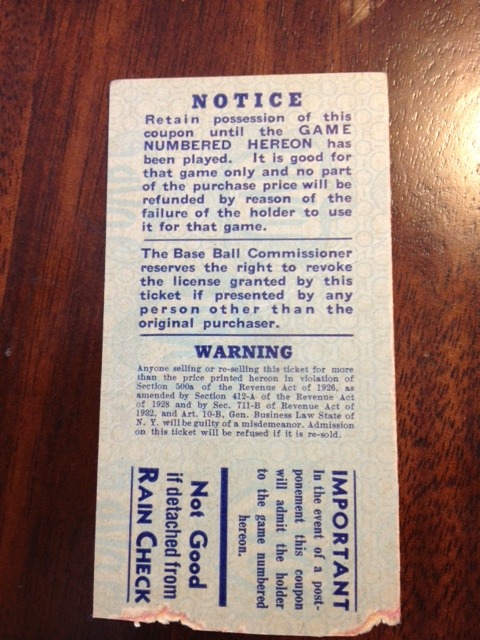 NOTICE
Retain possession of this
coupon until the GAME
NUMBERED HEREON has
been played. It is good for
that game only and no part
of the purchase price will be
refunded by reason of the
failure of the holder to use
it for that game.
The Base Ball Commissioner
reserves the right to revoke
the license granted by this
ticket if presented by any
person other than the
original purchaser.
WARNING
Anyone selling or re-selling this ticket for more
than the price printed hereon in violation of
Section 500a of the Revenue Act of 1926, as
amended by Section 412-A of the Revenue Act
of 1928 and by Sec. 711-B of Revenue Act of
1932, and Art. 10-B, Gen. Business Law State of
N. Y. will be guilty of a misdemeanor. Admission
on this ticket will be refused if it is re-sold.
IMPORTANT
In the event of a post-
ponement this coupon
will admit the holder
to the game numbered
hereon.
Not Good
if detached from
RAIN CHECK